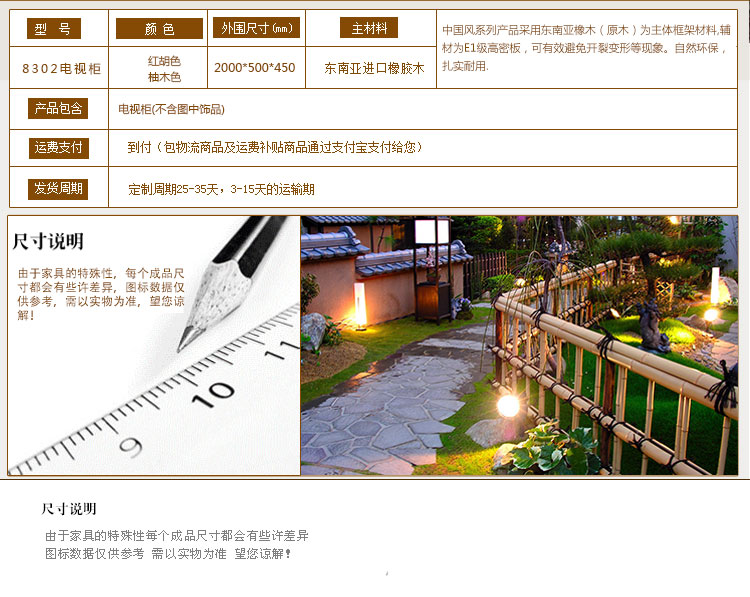 型 号
颜 色
外围尺寸(mm)
主材料
中国风系列产品采用东南亚橡木（原木）为主体框架材料,辅
材为E1级高密板，可有效避免开裂变形等现象。自然环保，
扎实耐用.
8302电视柜
红胡色
柚木色
2000*500*450
东南亚进口橡胶木
产品包含
电视柜(不含图中饰品)
运费支付
到付（包物流商品及运费补贴商品通过支付宝支付给您）
发货周期
定制周期25-35天，3-15天的运输期
尺寸说明
由于家具的特殊性，每个成品尺
寸都会有些许差异，图标数据仅
供参考，需以实物为准，望您谅
解!
9
10
11
尺寸说明
由于家具的特殊性每个成品尺寸都会有些许差异
图标数据仅供参考 需以实物为准 望您谅解!